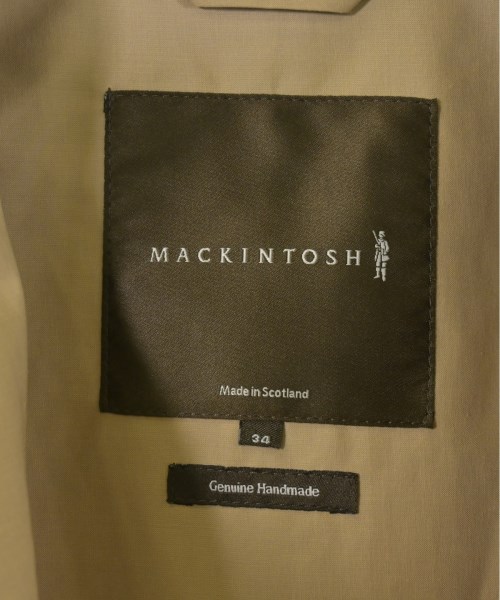 MACKINTOSH
Made in Scotland
34
Genuine Handmade